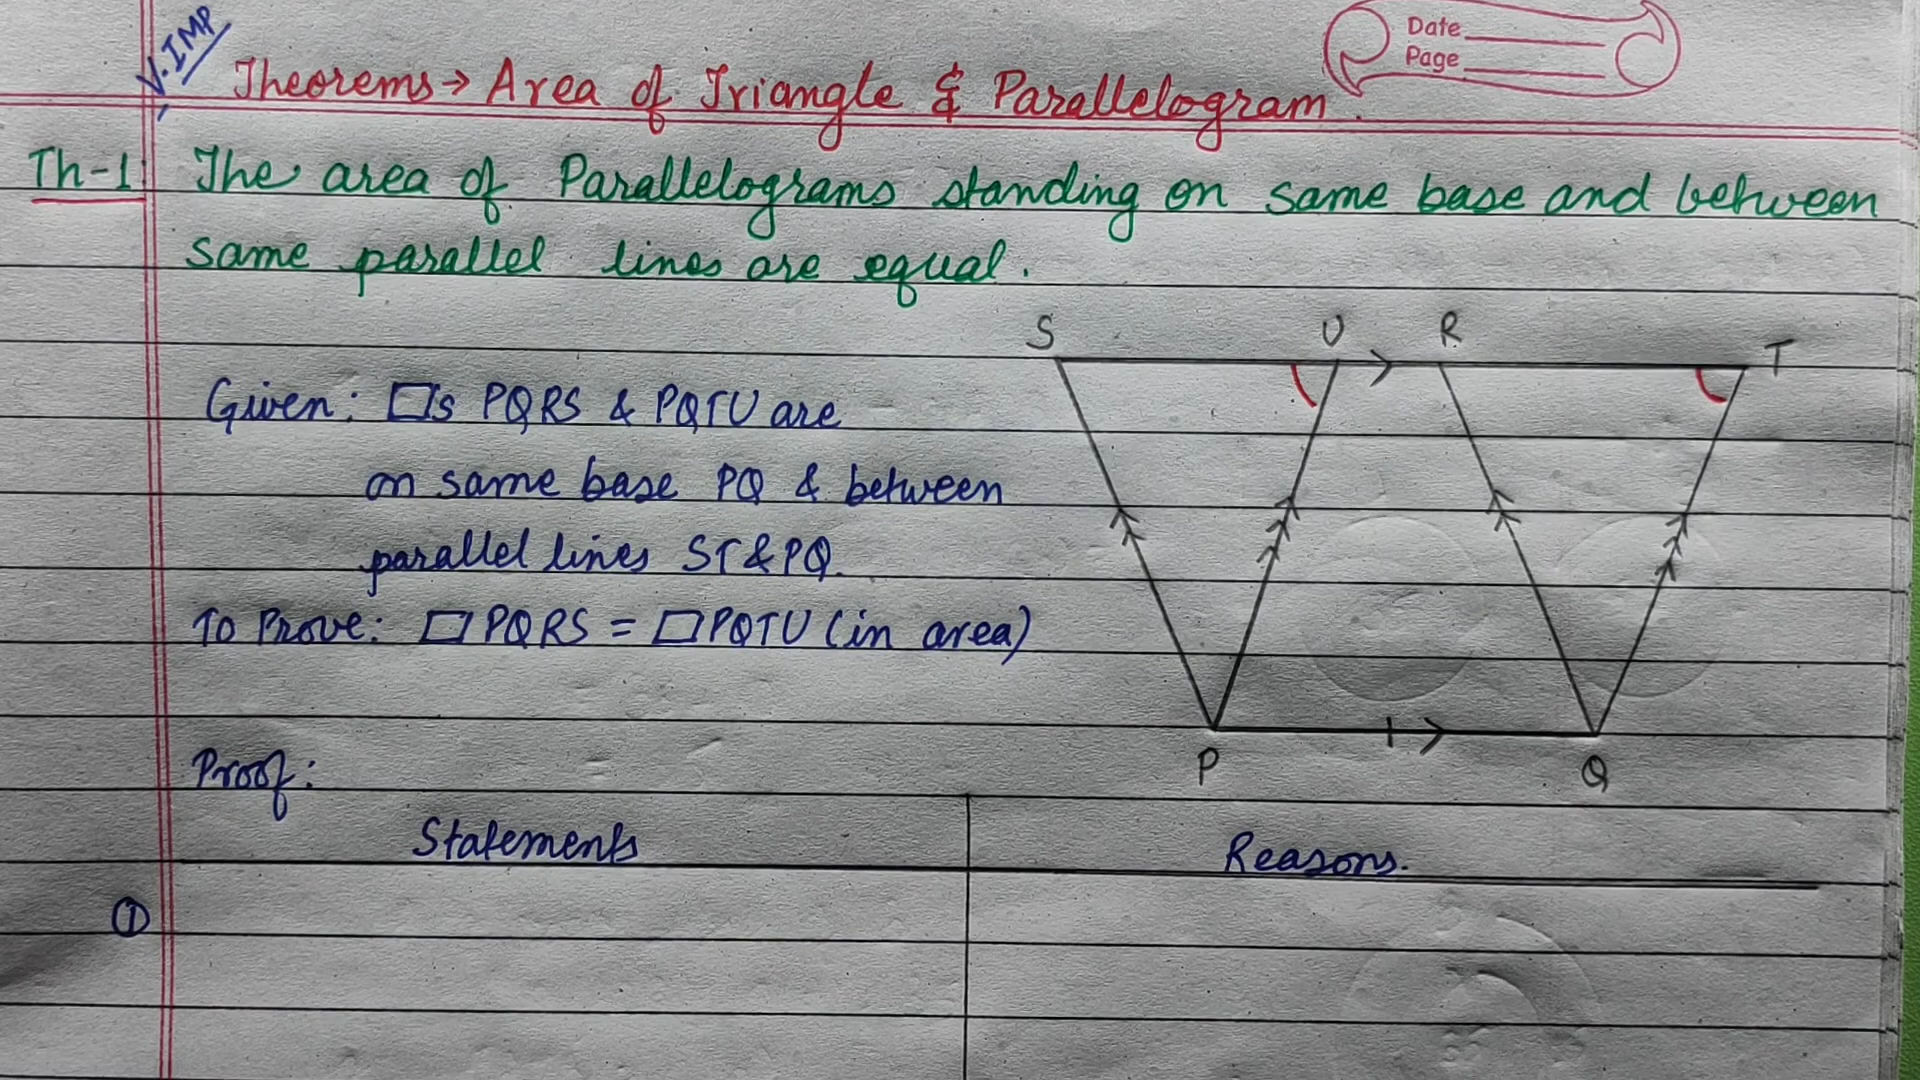 V.IMP
Date
Page
Theorems → Area of Triangle & Parallelogram.
Th-1 The area of Parallelograms standing on same base and between
same parallel lines are equal.
S U R T
Given: ▱s PQRS & PQTU are
on same base PQ & between
parallel lines ST & PQ.
To Prove: ▱PQRS = ▱PQTU (in area)
P Q
Proof:
Statements Reasons.
①